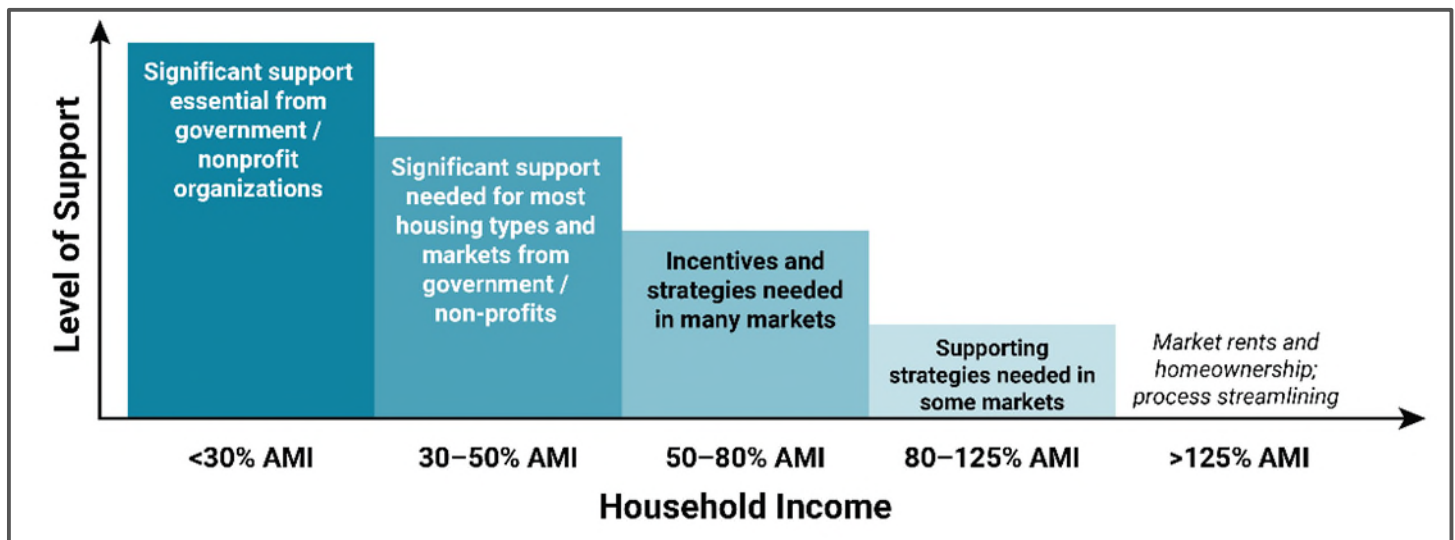 Level of Support
Significant support
essential from
government /
nonprofit
organizations
Significant support
needed for most
housing types and
markets from
government /
non-profits
Incentives and
strategies needed
in many markets
Supporting
strategies needed in
some markets
Market rents and
homeownership;
process streamlining
<30% AMI
30–50% AMI
50–80% AMI
80–125% AMI
>125% AMI
Household Income